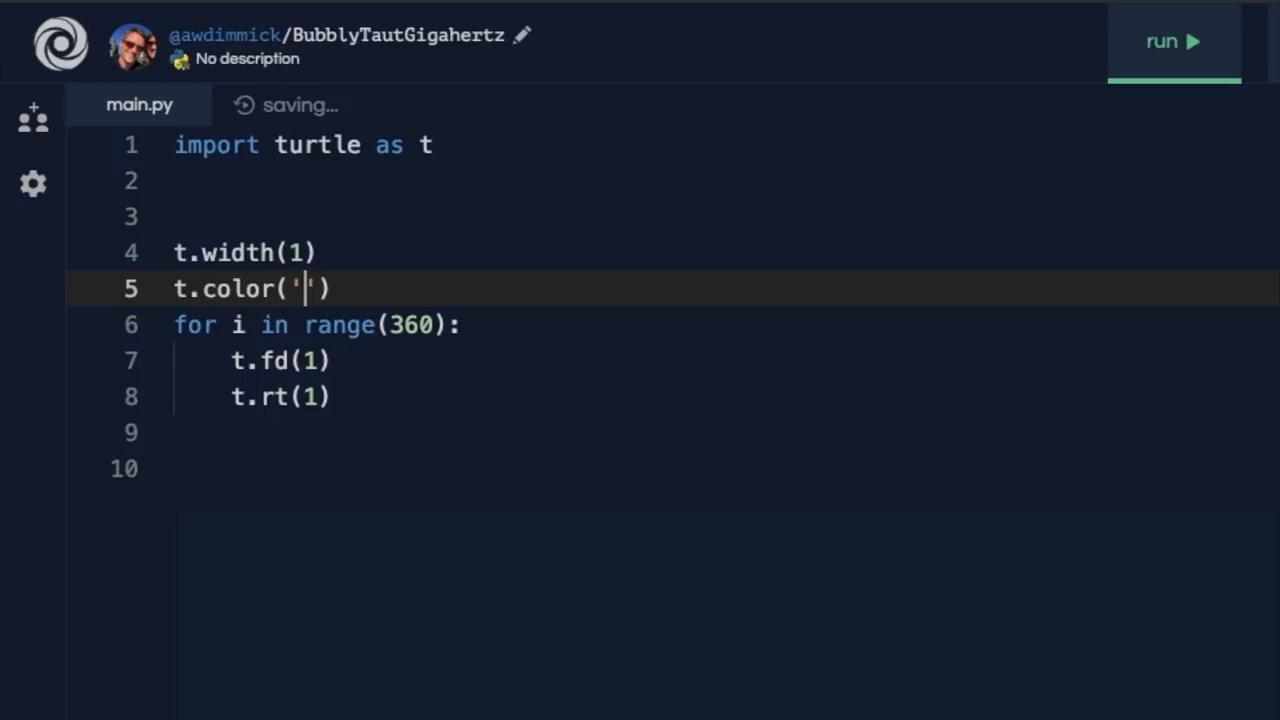 @awdimmick/BubblyTautGigahertz
No description
run
main.py
saving...
1 import turtle as t
2
3
4 t.width(1)
5 t.color('')
6 for i in range(360):
7     t.fd(1)
8     t.rt(1)
9
10